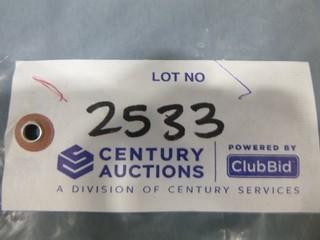 LOT NO
2533
CENTURY AUCTIONS
POWERED BY ClubBid
A DIVISION OF CENTURY SERVICES